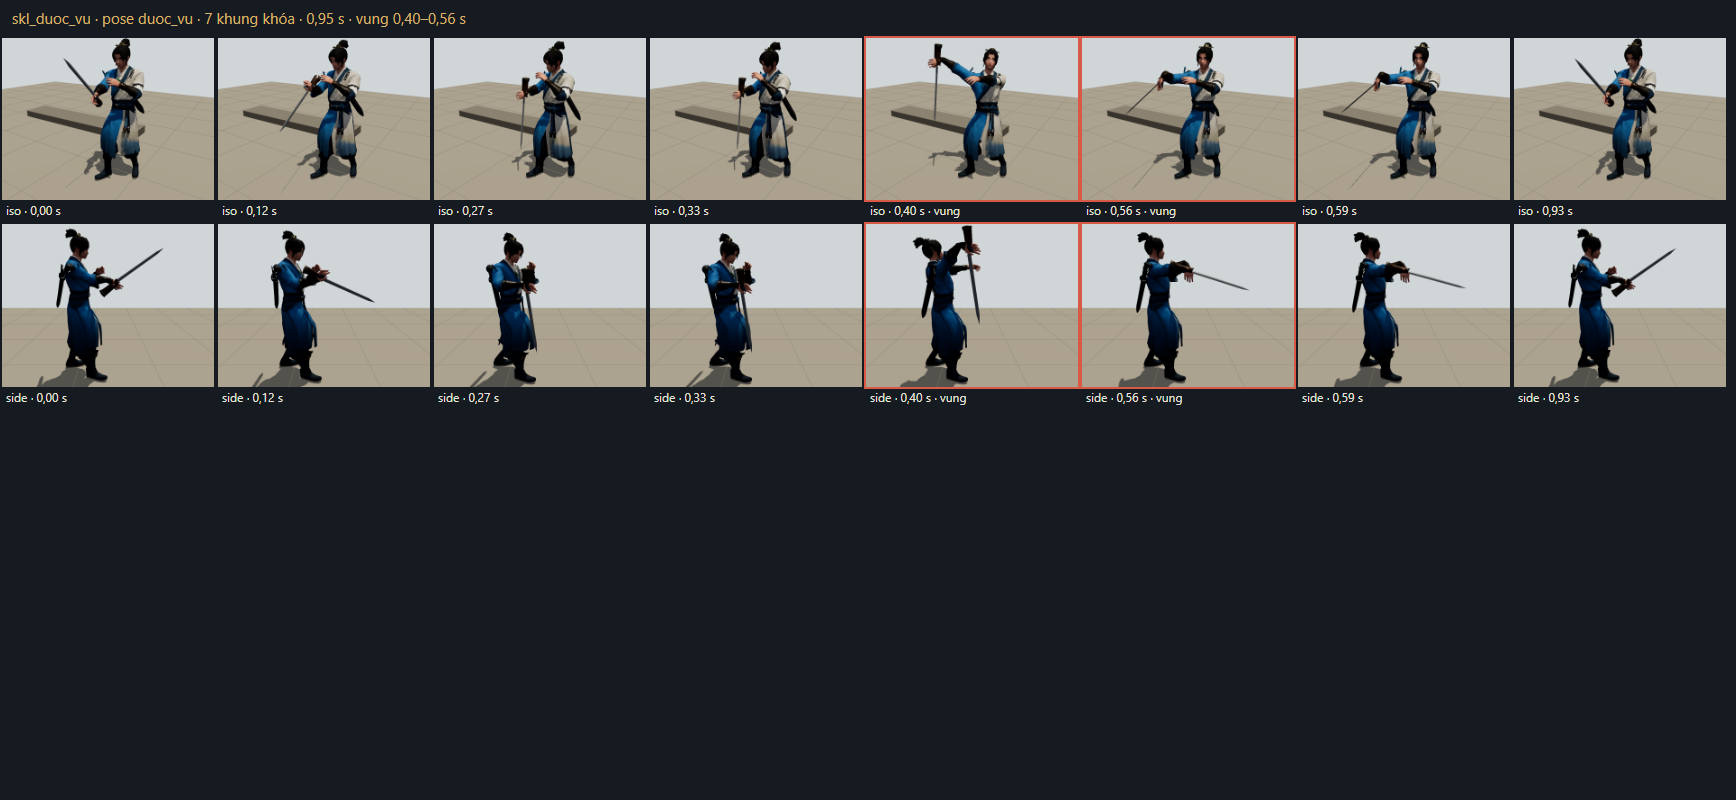 skl_duoc_vu · pose duoc_vu · 7 khung khóa · 0,95 s · vung 0,40–0,56 s
iso · 0,00 s
iso · 0,12 s
iso · 0,27 s
iso · 0,33 s
iso · 0,40 s · vung
iso · 0,56 s · vung
iso · 0,59 s
iso · 0,93 s
side · 0,00 s
side · 0,12 s
side · 0,27 s
side · 0,33 s
side · 0,40 s · vung
side · 0,56 s · vung
side · 0,59 s
side · 0,93 s